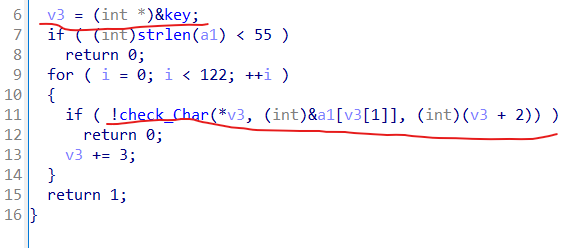 6 v3 = (int *)&key;
7 if ( (int)strlen(a1) < 55 )
8 return 0;
9 for ( i = 0; i < 122; ++i )
10 {
11 if ( !check_Char(*v3, (int)&a1[v3[1]], (int)(v3 + 2)) )
12 return 0;
13 v3 += 3;
14 }
15 return 1;
16 }